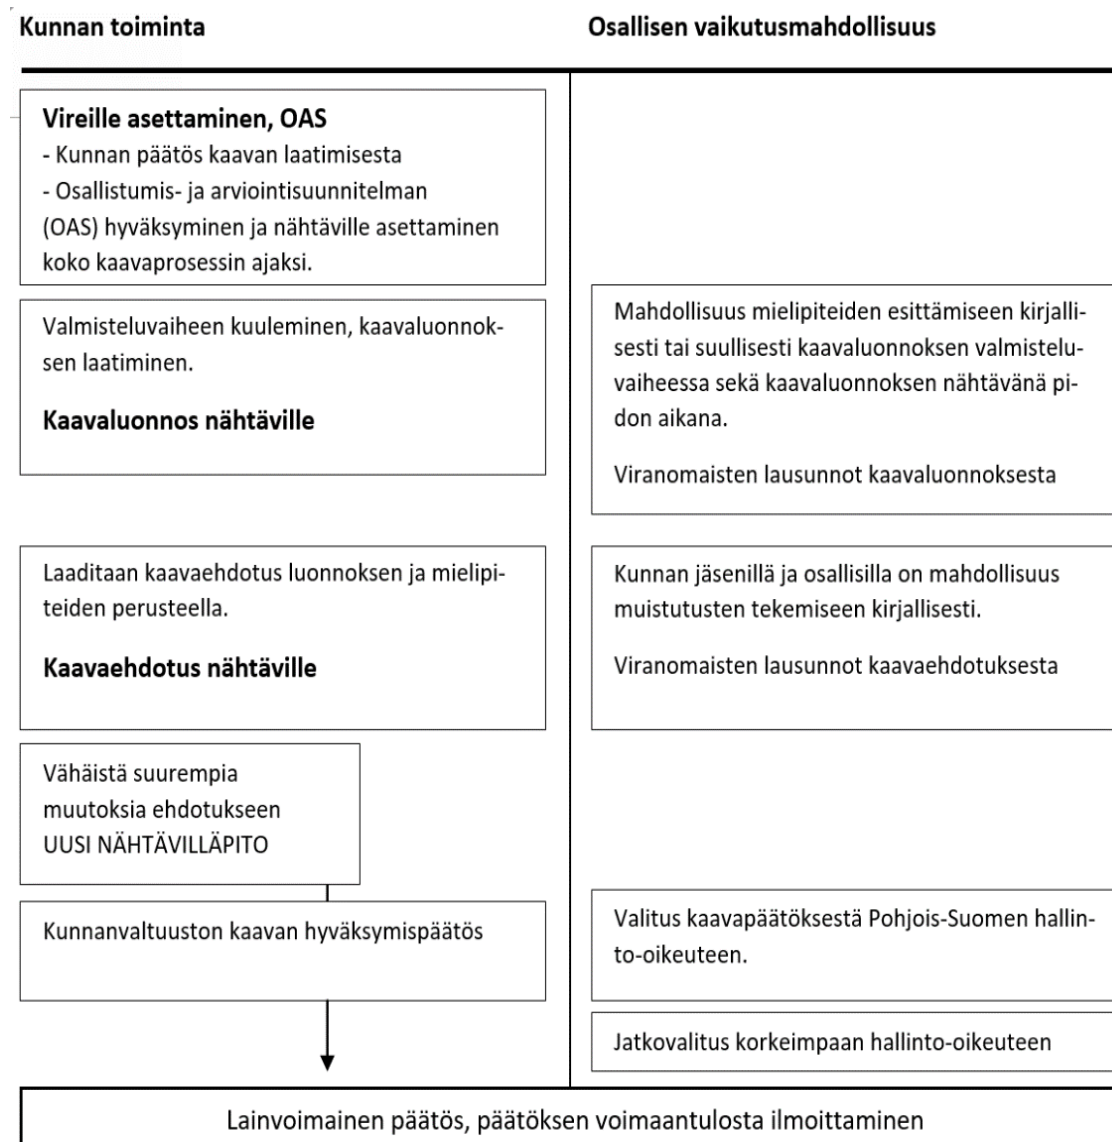 Kunnan toiminta
Osallisen vaikutusmahdollisuus
Vireille asettaminen, OAS
- Kunnan päätös kaavan laatimisesta
- Osallistumis- ja arviointisuunnitelman
(OAS) hyväksyminen ja nähtäville asettaminen
koko kaavaprosessin ajaksi.
Valmisteluvaiheen kuuleminen, kaavaluonnok-
sen laatiminen.
Kaavaluonnos nähtäville
Mahdollisuus mielipiteiden esittämiseen kirjalli-
sesti tai suullisesti kaavaluonnoksen valmistelu-
vaiheessa sekä kaavaluonnoksen nähtävänä pi-
don aikana.
Viranomaisten lausunnot kaavaluonnoksesta
Laaditaan kaavaehdotus luonnoksen ja mielipi-
teiden perusteella.
Kaavaehdotus nähtäville
Kunnan jäsenillä ja osallisilla on mahdollisuus
muistutusten tekemiseen kirjallisesti.
Viranomaisten lausunnot kaavaehdotuksesta
Vähäistä suurempia
muutoksia ehdotukseen
UUSI NÄHTÄVILLÄPITO
Kunnanvaltuuston kaavan hyväksymispäätös
Valitus kaavapäätöksestä Pohjois-Suomen hallin-
to-oikeuteen.
Jatkovalitus korkeimpaan hallinto-oikeuteen
Lainvoimainen päätös, päätöksen voimaantulosta ilmoittaminen